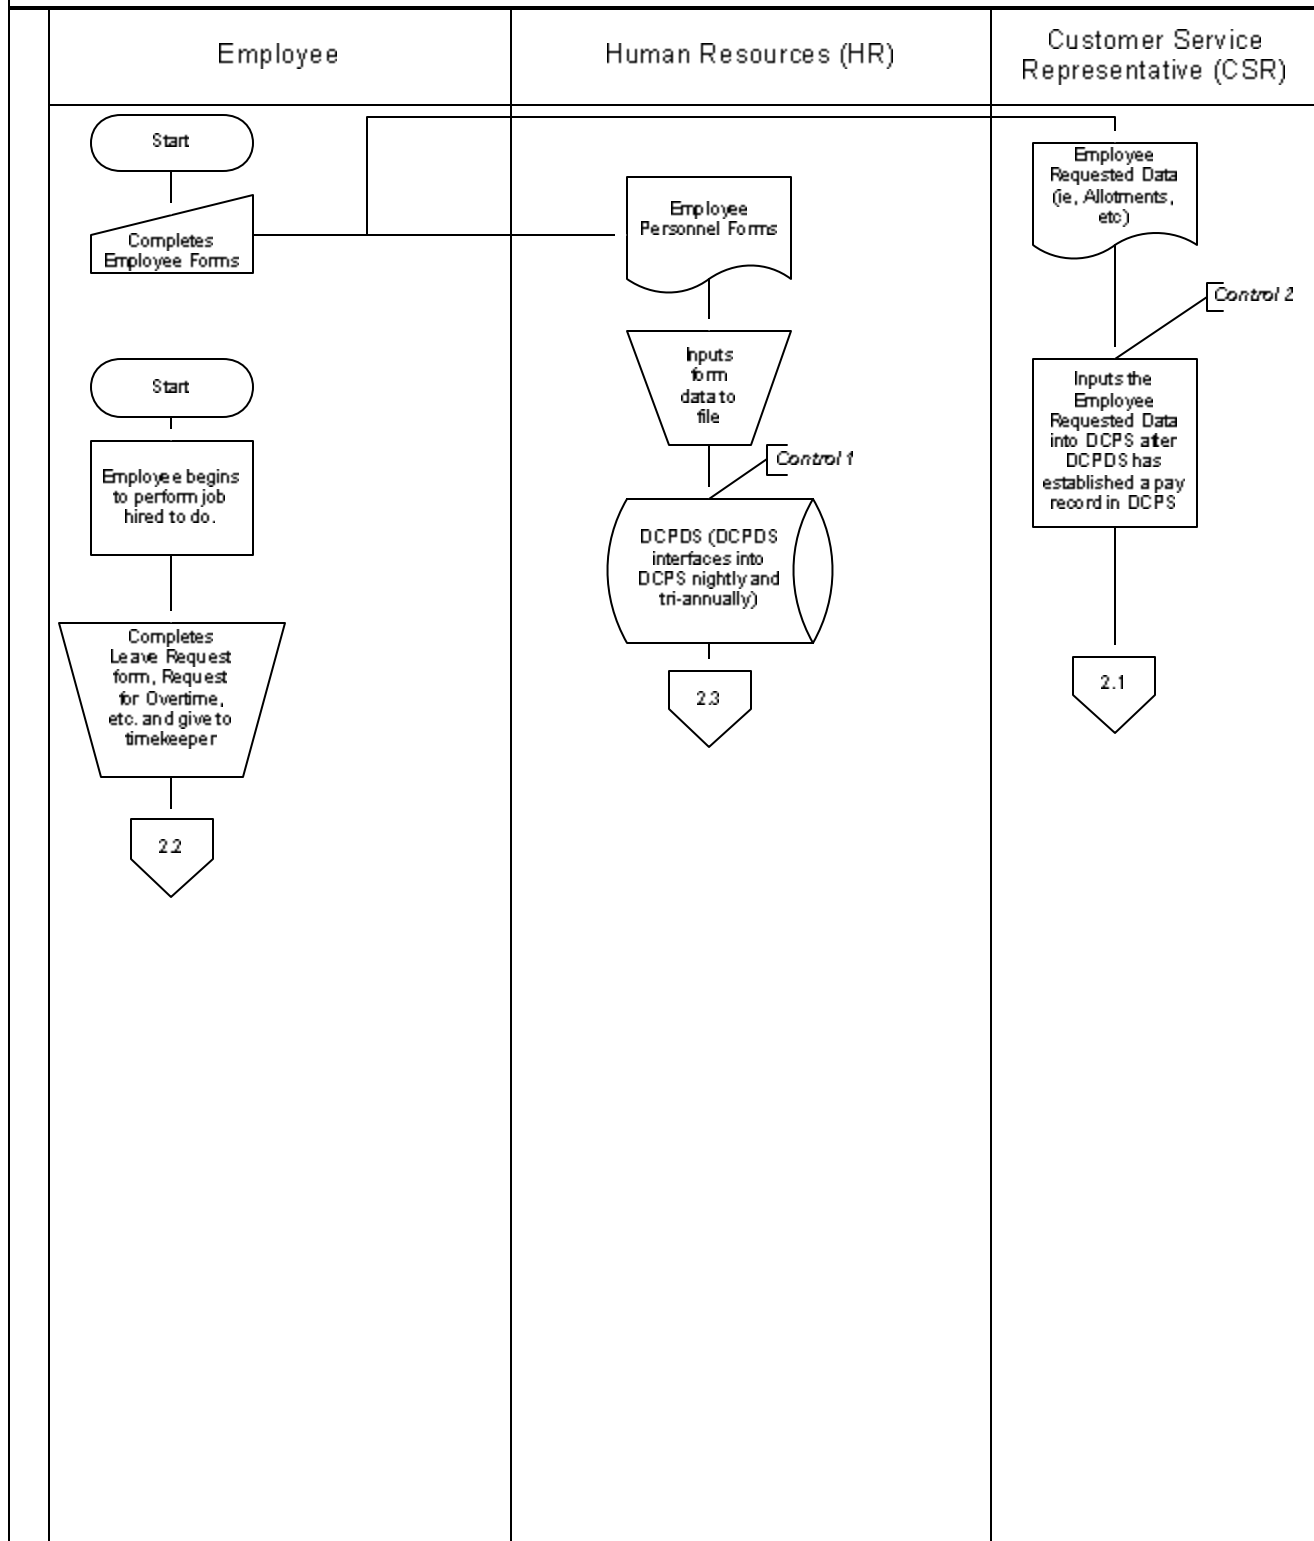 Employee
Human Resources (HR)
Customer Service
Representative (CSR)
Start
Completes
Employee Forms
Start
Employee begins
to perform job
hired to do.
Completes
Leave Request
form, Request
for Overtime,
etc. and give to
timekeeper
2.2
Employee
Personnel Forms
Inputs
form
data to
file
Control 1
DCPDS (DCPDS
interfaces into
DCPS nightly and
tri-annually)
2.3
Employee
Requested Data
(ie, Allotments,
etc)
Control 2
Inputs the
Employee
Requested Data
into DCPS after
DCPDS has
established a pay
record in DCPS
2.1